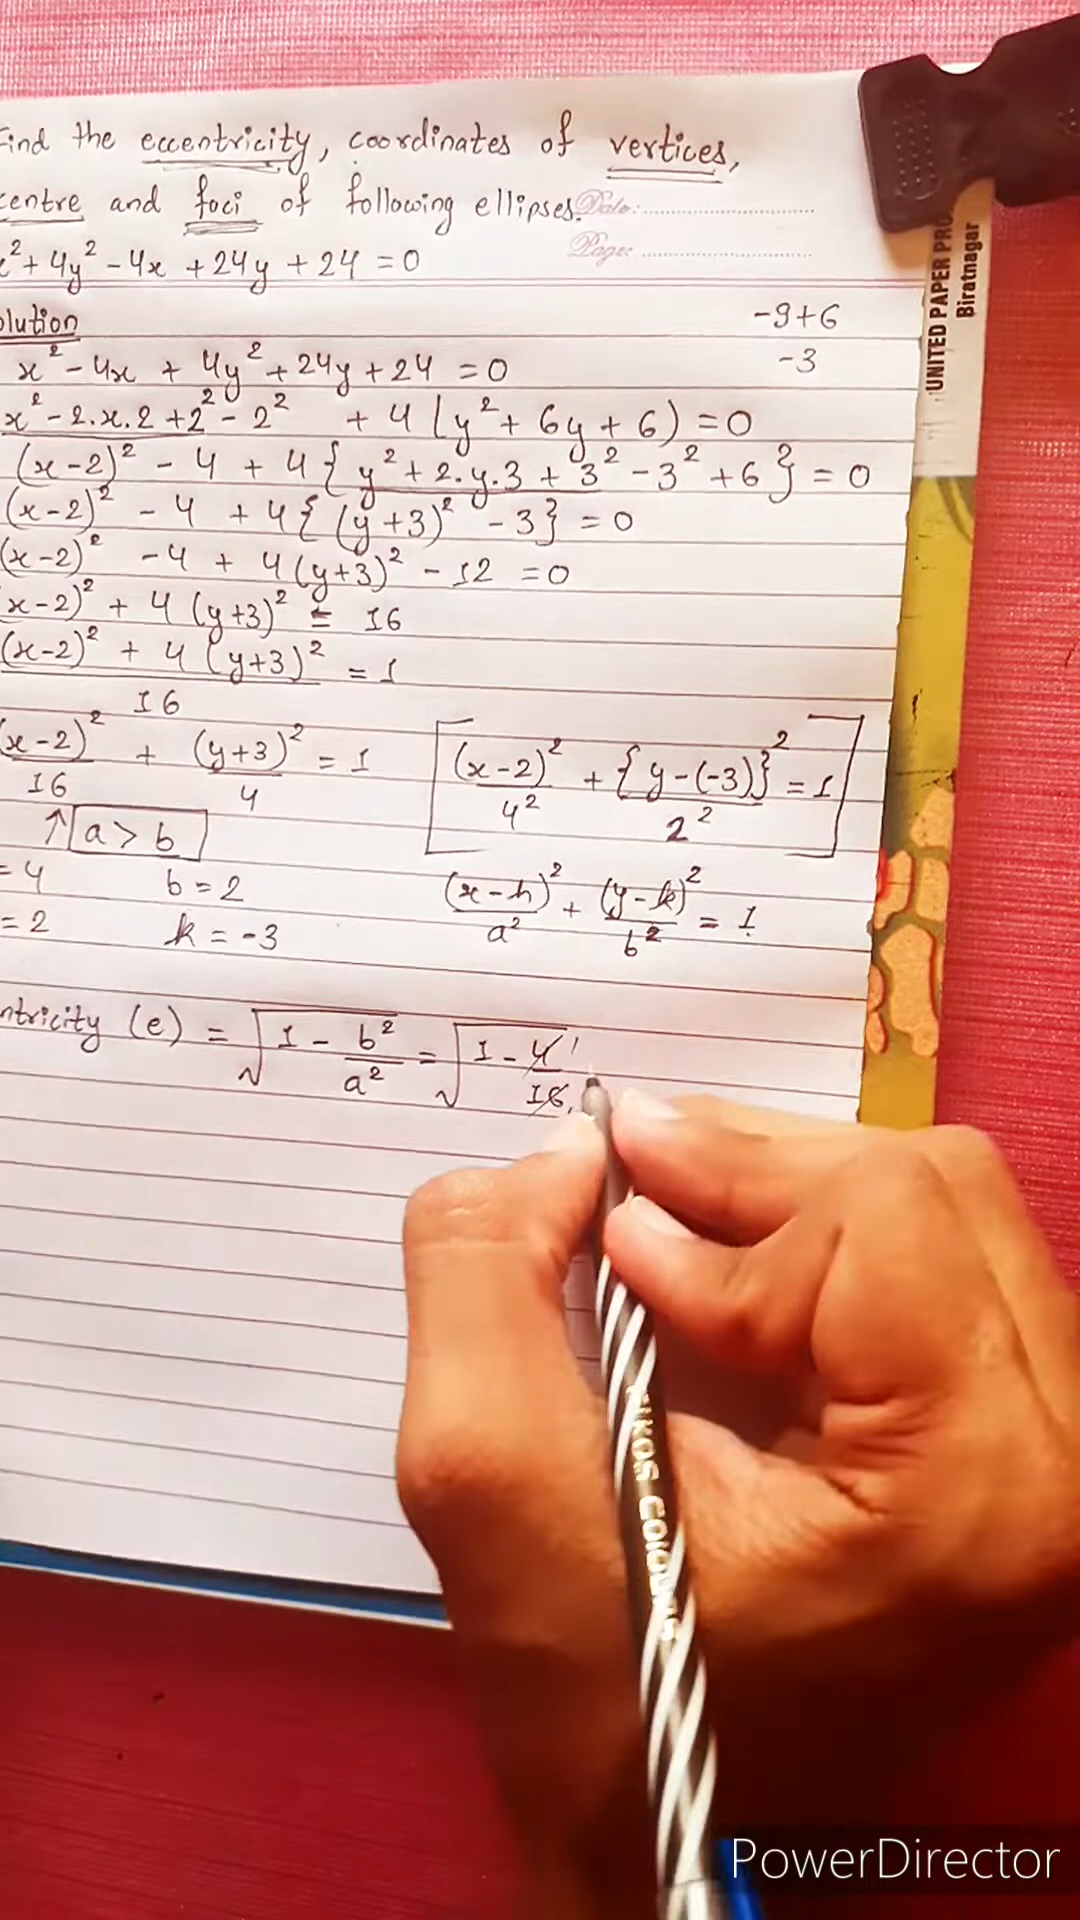 Find the eccentricity, coordinates of vertices,
centre and foci of following ellipses.
Date:
Page:
x²+ 4y² - 4x + 24y + 24 = 0
olution
-9+6
-3
x² - 4x + 4y² + 24y + 24 = 0
x² - 2.x.2 + 2² - 2² + 4 (y² + 6y + 6) = 0
(x-2)² - 4 + 4 { y² + 2.y.3 + 3² - 3² + 6 } = 0
(x-2)² - 4 + 4 { (y+3)² - 3 } = 0
(x-2)² - 4 + 4 (y+3)² - 12 = 0
(x-2)² + 4 (y+3)² = 16
(x-2)² + 4 (y+3)² = 1
16
(x-2)²/16 + (y+3)²/4 = 1
[(x-2)²/4² + {y-(-3)}²/2² = 1]
↑ a > b
= 4 b = 2
(x-h)²/a² + (y-k)²/b² = 1
= 2 k = -3
ntricity (e) = √(1 - b²/a²) = √(1 - 4/16
UNITED PAPER PRO
Biratnagar
PowerDirector